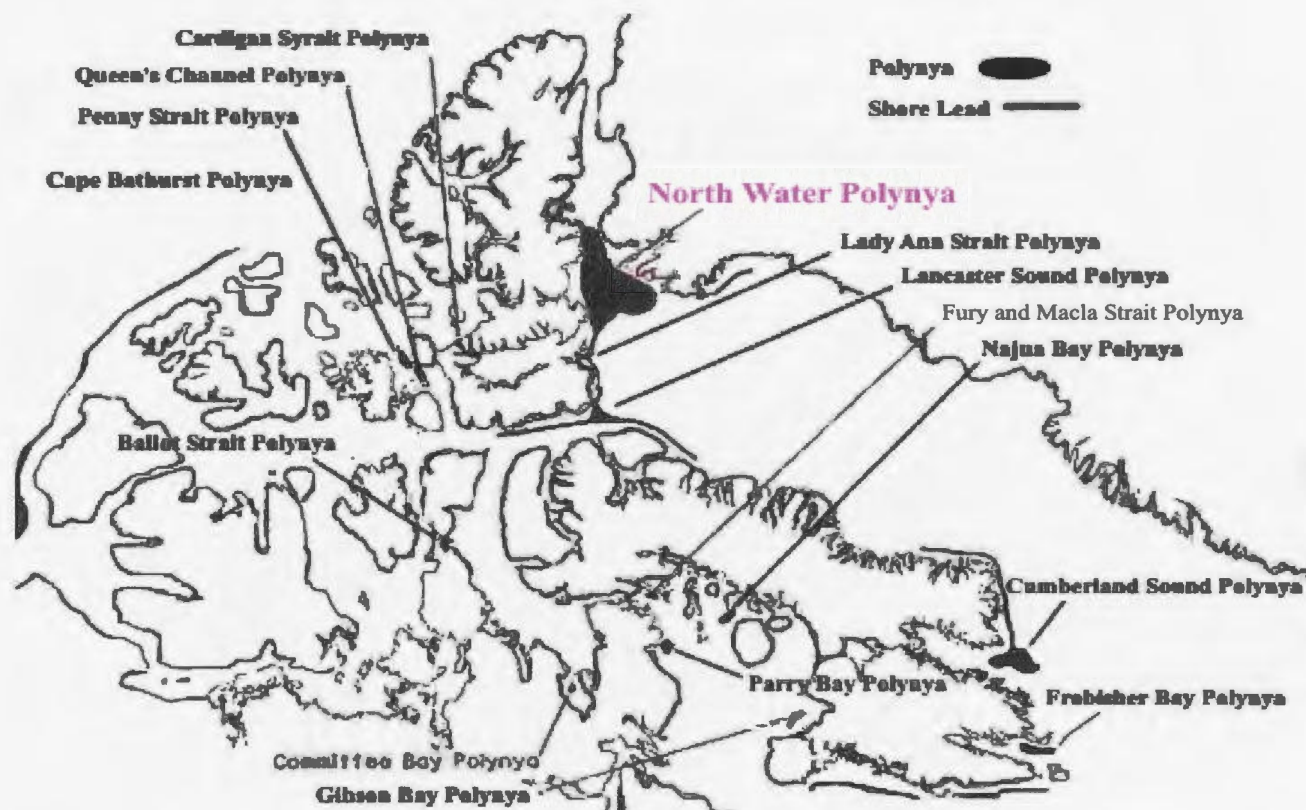 Cardigan Syrait Polynya
Queen's Channel Polynya
Penny Strait Polynya
Cape Bathurst Polynya
Polynya
Shore Lead
North Water Polynya
Lady Ann Strait Polynya
Lancaster Sound Polynya
Fury and Macla Strait Polynya
Najua Bay Polynya
Ballot Strait Polynya
Cumberland Sound Polynya
Parry Bay Polynya
Frobisher Bay Polynya
Committee Bay Polynya
Gibson Bay Polynya